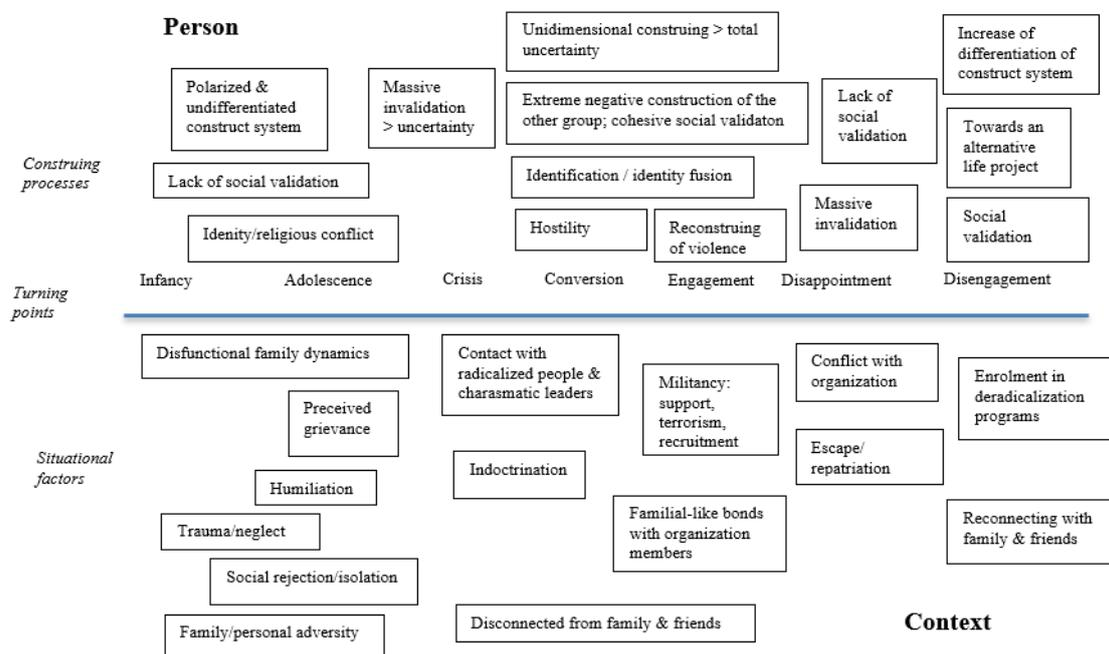 Person
Unidimensional construing > total
uncertainty
Increase of
differentiation of
construct system
Polarized &
undifferentiated
construct system
Massive
invalidation
> uncertainty
Extreme negative construction of the
other group; cohesive social validaton
Lack of
social
validation
Towards an
alternative
life project
Construing
processes
Lack of social validation
Identification / identity fusion
Massive
invalidation
Social
validation
Idenity/religious conflict
Hostility
Reconstruing
of violence
Infancy
Adolescence
Crisis
Conversion
Engagement
Disappointment
Disengagement
Turning
points
Disfunctional family dynamics
Contact with
radicalized people &
charasmatic leaders
Militancy:
support,
terrorism,
recruitment
Conflict with
organization
Enrolment in
deradicalization
programs
Preceived
grievance
Situational
factors
Indoctrination
Escape/
repatriation
Humiliation
Trauma/neglect
Familial-like bonds
with organization
members
Reconnecting with
family & friends
Social rejection/isolation
Family/personal adversity
Disconnected from family & friends
Context